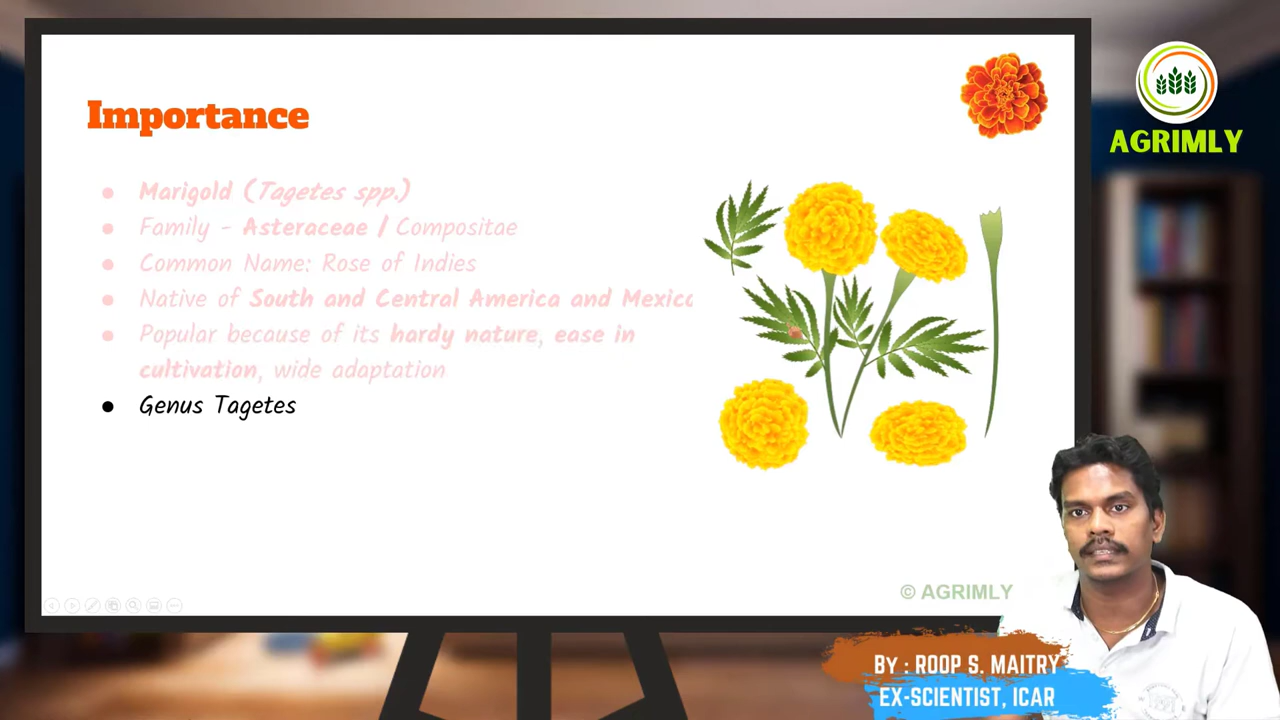 Importance
Marigold (Tagetes spp.)
Family - Asteraceae / Compositae
Common Name: Rose of Indies
Native of South and Central America and Mexico
Popular because of its hardy nature, ease in
cultivation, wide adaptation
Genus Tagetes
© AGRIMLY
AGRIMLY
BY : ROOP S. MAITRY
EX-SCIENTIST, ICAR